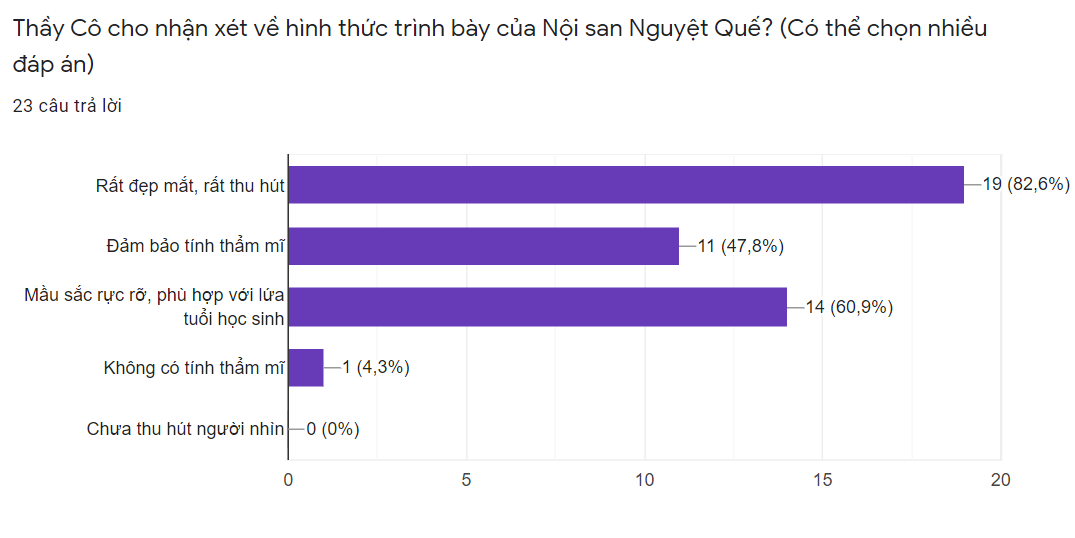 Thầy Cô cho nhận xét về hình thức trình bày của Nội san Nguyệt Quế? (Có thể chọn nhiều
đáp án)
23 câu trả lời
Rất đẹp mắt, rất thu hút
19 (82,6%)
Đảm bảo tính thẩm mĩ
11 (47,8%)
Mầu sắc rực rỡ, phù hợp với lứa
tuổi học sinh
14 (60,9%)
Không có tính thẩm mĩ
1 (4,3%)
Chưa thu hút người nhìn
0 (0%)
0 5 10 15 20